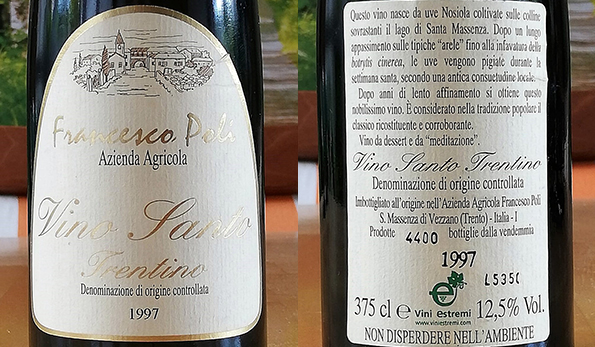 Francesco Poli
Azienda Agricola
Vino Santo
Trentino
Denominazione di origine controllata
1997
Questo vino nasce da uve Nosiola coltivate sulle colline
sovrastanti il lago di Santa Massenza. Dopo un lungo
appassimento sulle tipiche "arele" fino alla infavatura della
botrytis cinerea, le uve vengono pigiate durante la
settimana santa, secondo una antica consuetudine locale.
Dopo anni di lento affinamento si ottiene questo
nobilissimo vino. È considerato nella tradizione popolare il
classico ricostituente e corroborante.
Vino da dessert e da "meditazione".
Vino Santo Trentino
Denominazione di origine controllata
Imbottigliato all'origine nell'Azienda Agricola Francesco Poli
S. Massenza di Vezzano (Trento) - Italia - I
Prodotte 4400 bottiglie dalla vendemmia
1997
L535C
375 cl e Vini Estremi 12,5% Vol.
www.viniestremi.com
NON DISPERDERE NELL'AMBIENTE